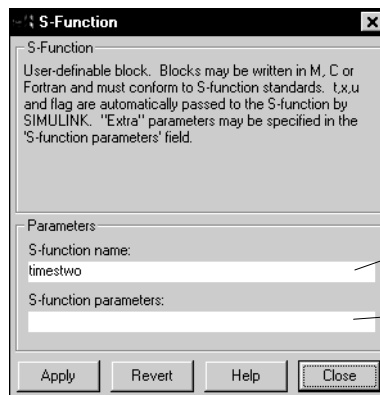 S-Function
S-Function
User-definable block.  Blocks may be written in M, C or
Fortran and must conform to S-function standards.  t,x,u
and flag are automatically passed to the S-function by
SIMULINK.  "Extra" parameters may be specified in the
'S-function parameters' field.
Parameters
S-function name:
timestwo
S-function parameters:
Apply Revert Help Close